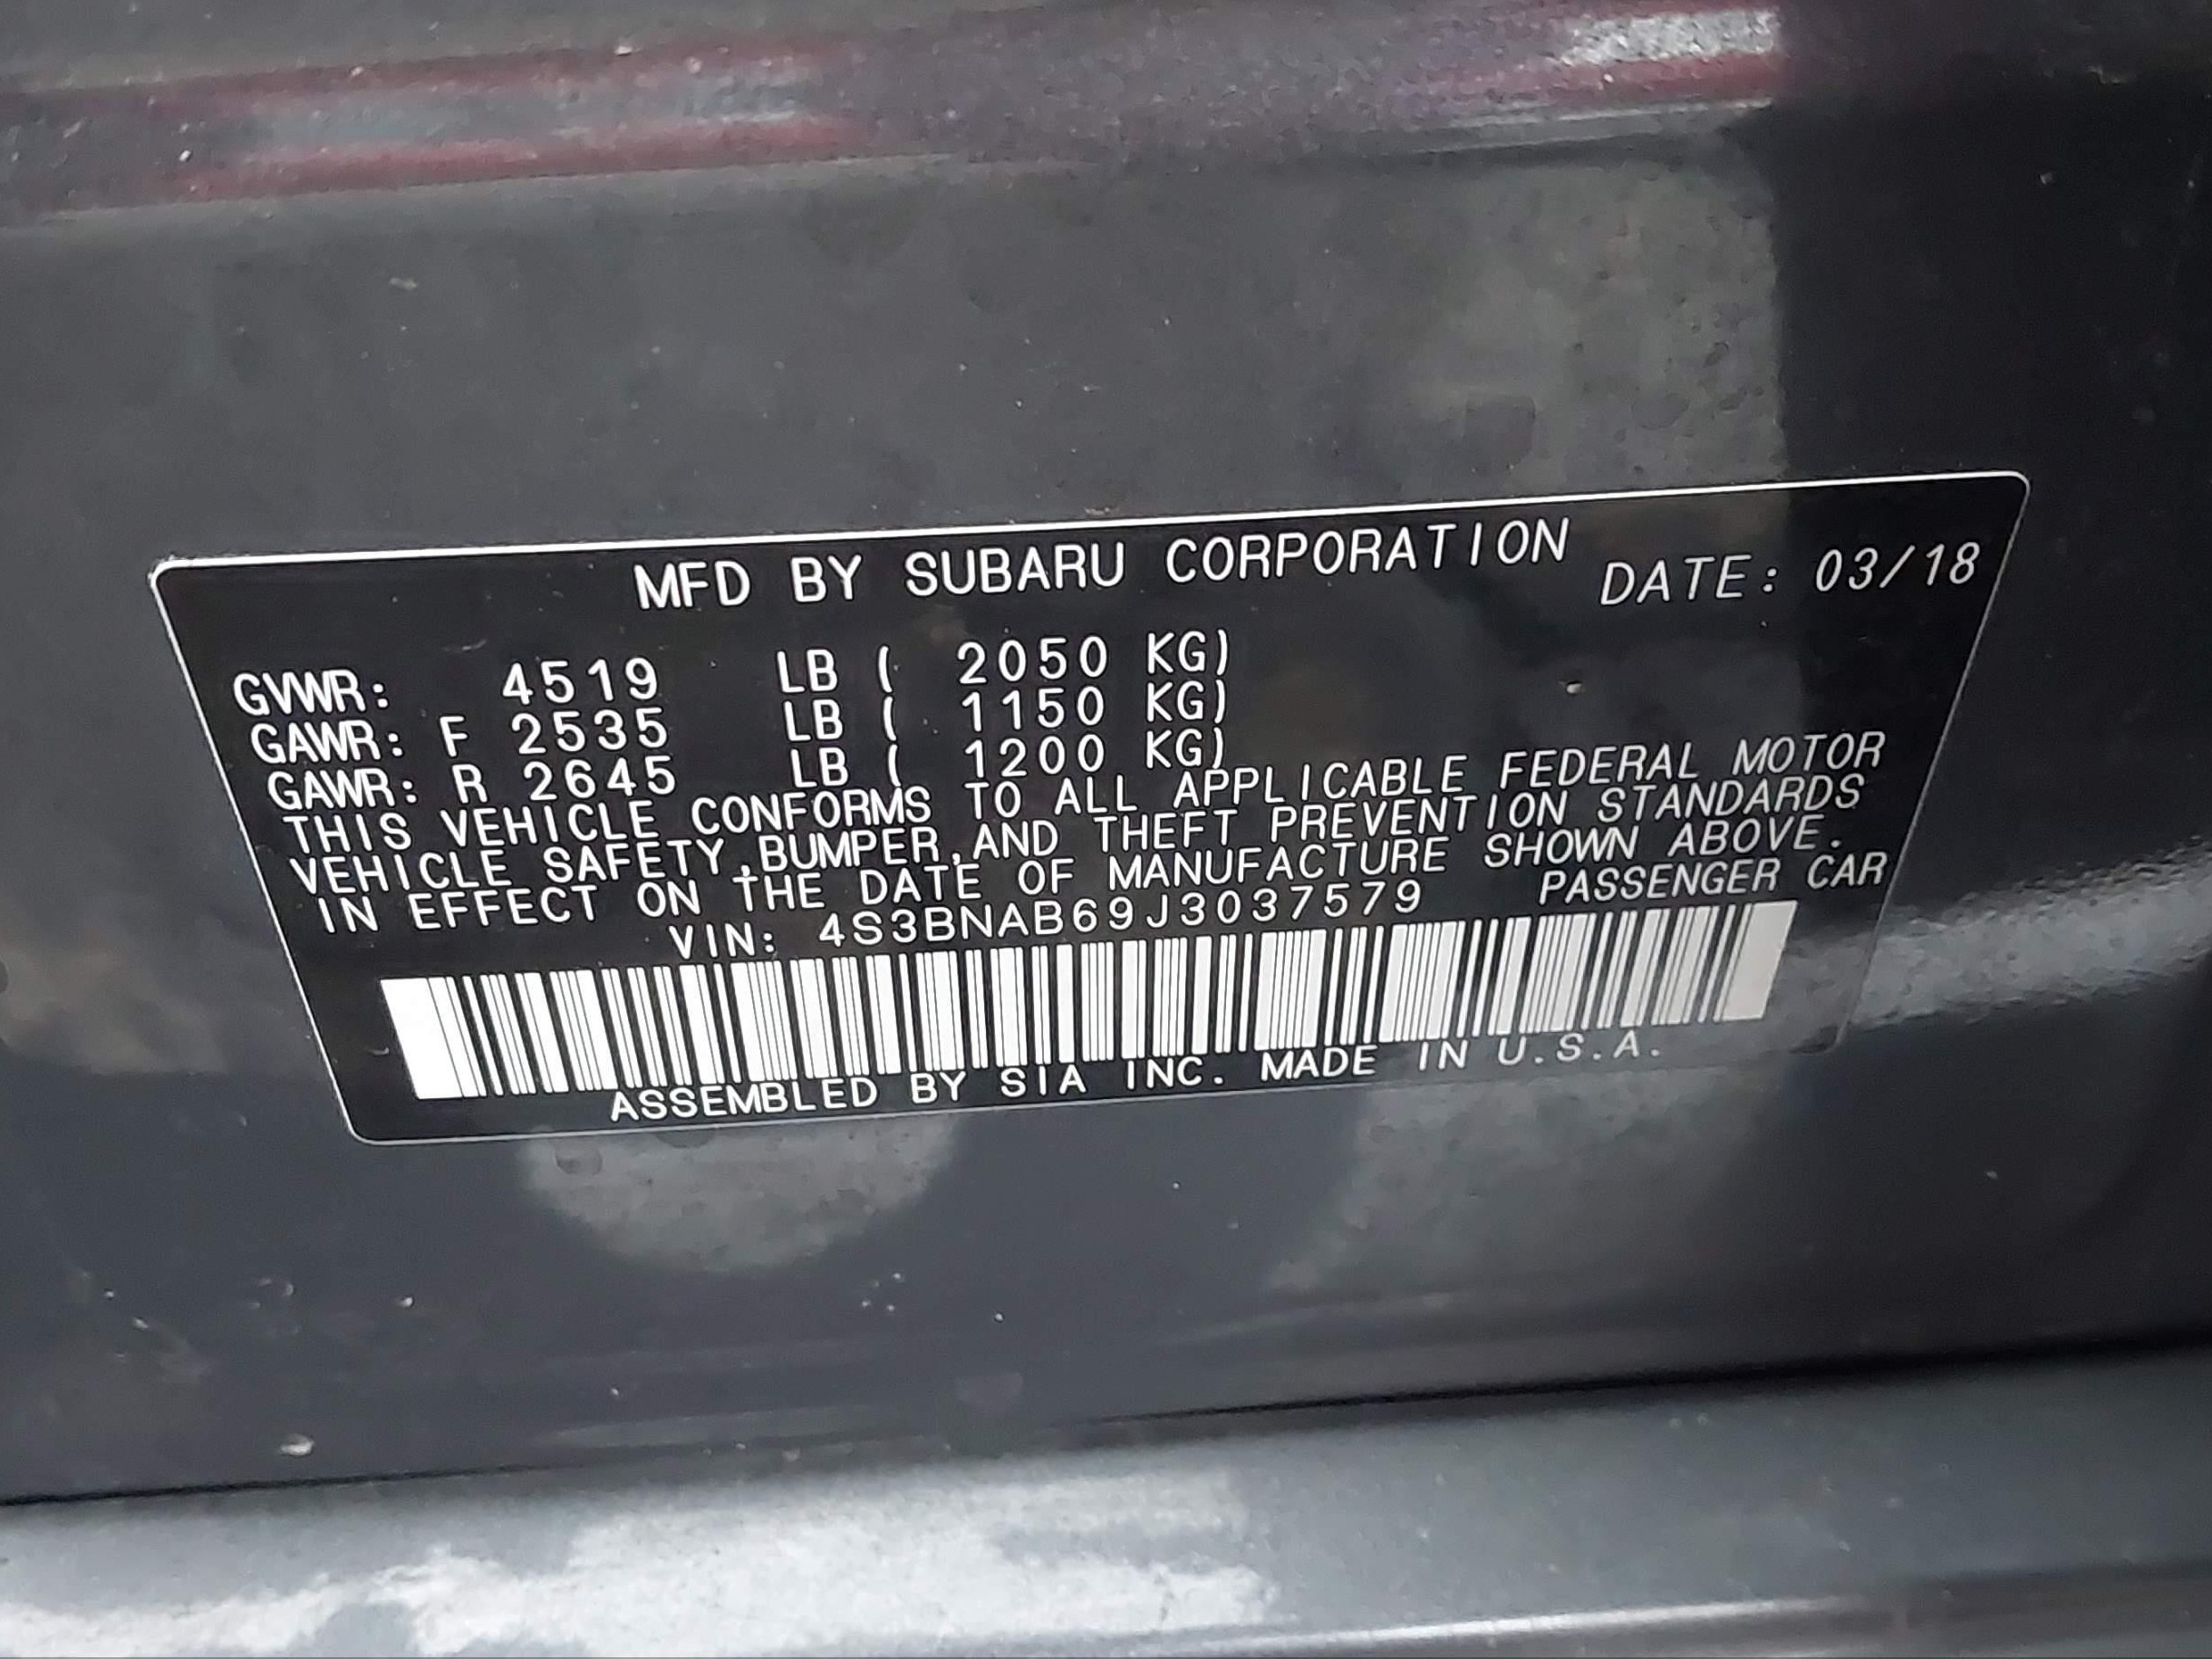 MFD BY SUBARU CORPORATION DATE: 03/18
GVWR: 4519 LB ( 2050 KG)
GAWR: F 2535 LB ( 1150 KG)
GAWR: R 2645 LB ( 1200 KG)
THIS VEHICLE CONFORMS TO ALL APPLICABLE FEDERAL MOTOR
VEHICLE SAFETY,BUMPER,AND THEFT PREVENTION STANDARDS
IN EFFECT ON THE DATE OF MANUFACTURE SHOWN ABOVE.
VIN: 4S3BNAB69J3037579 PASSENGER CAR
ASSEMBLED BY SIA INC. MADE IN U.S.A.